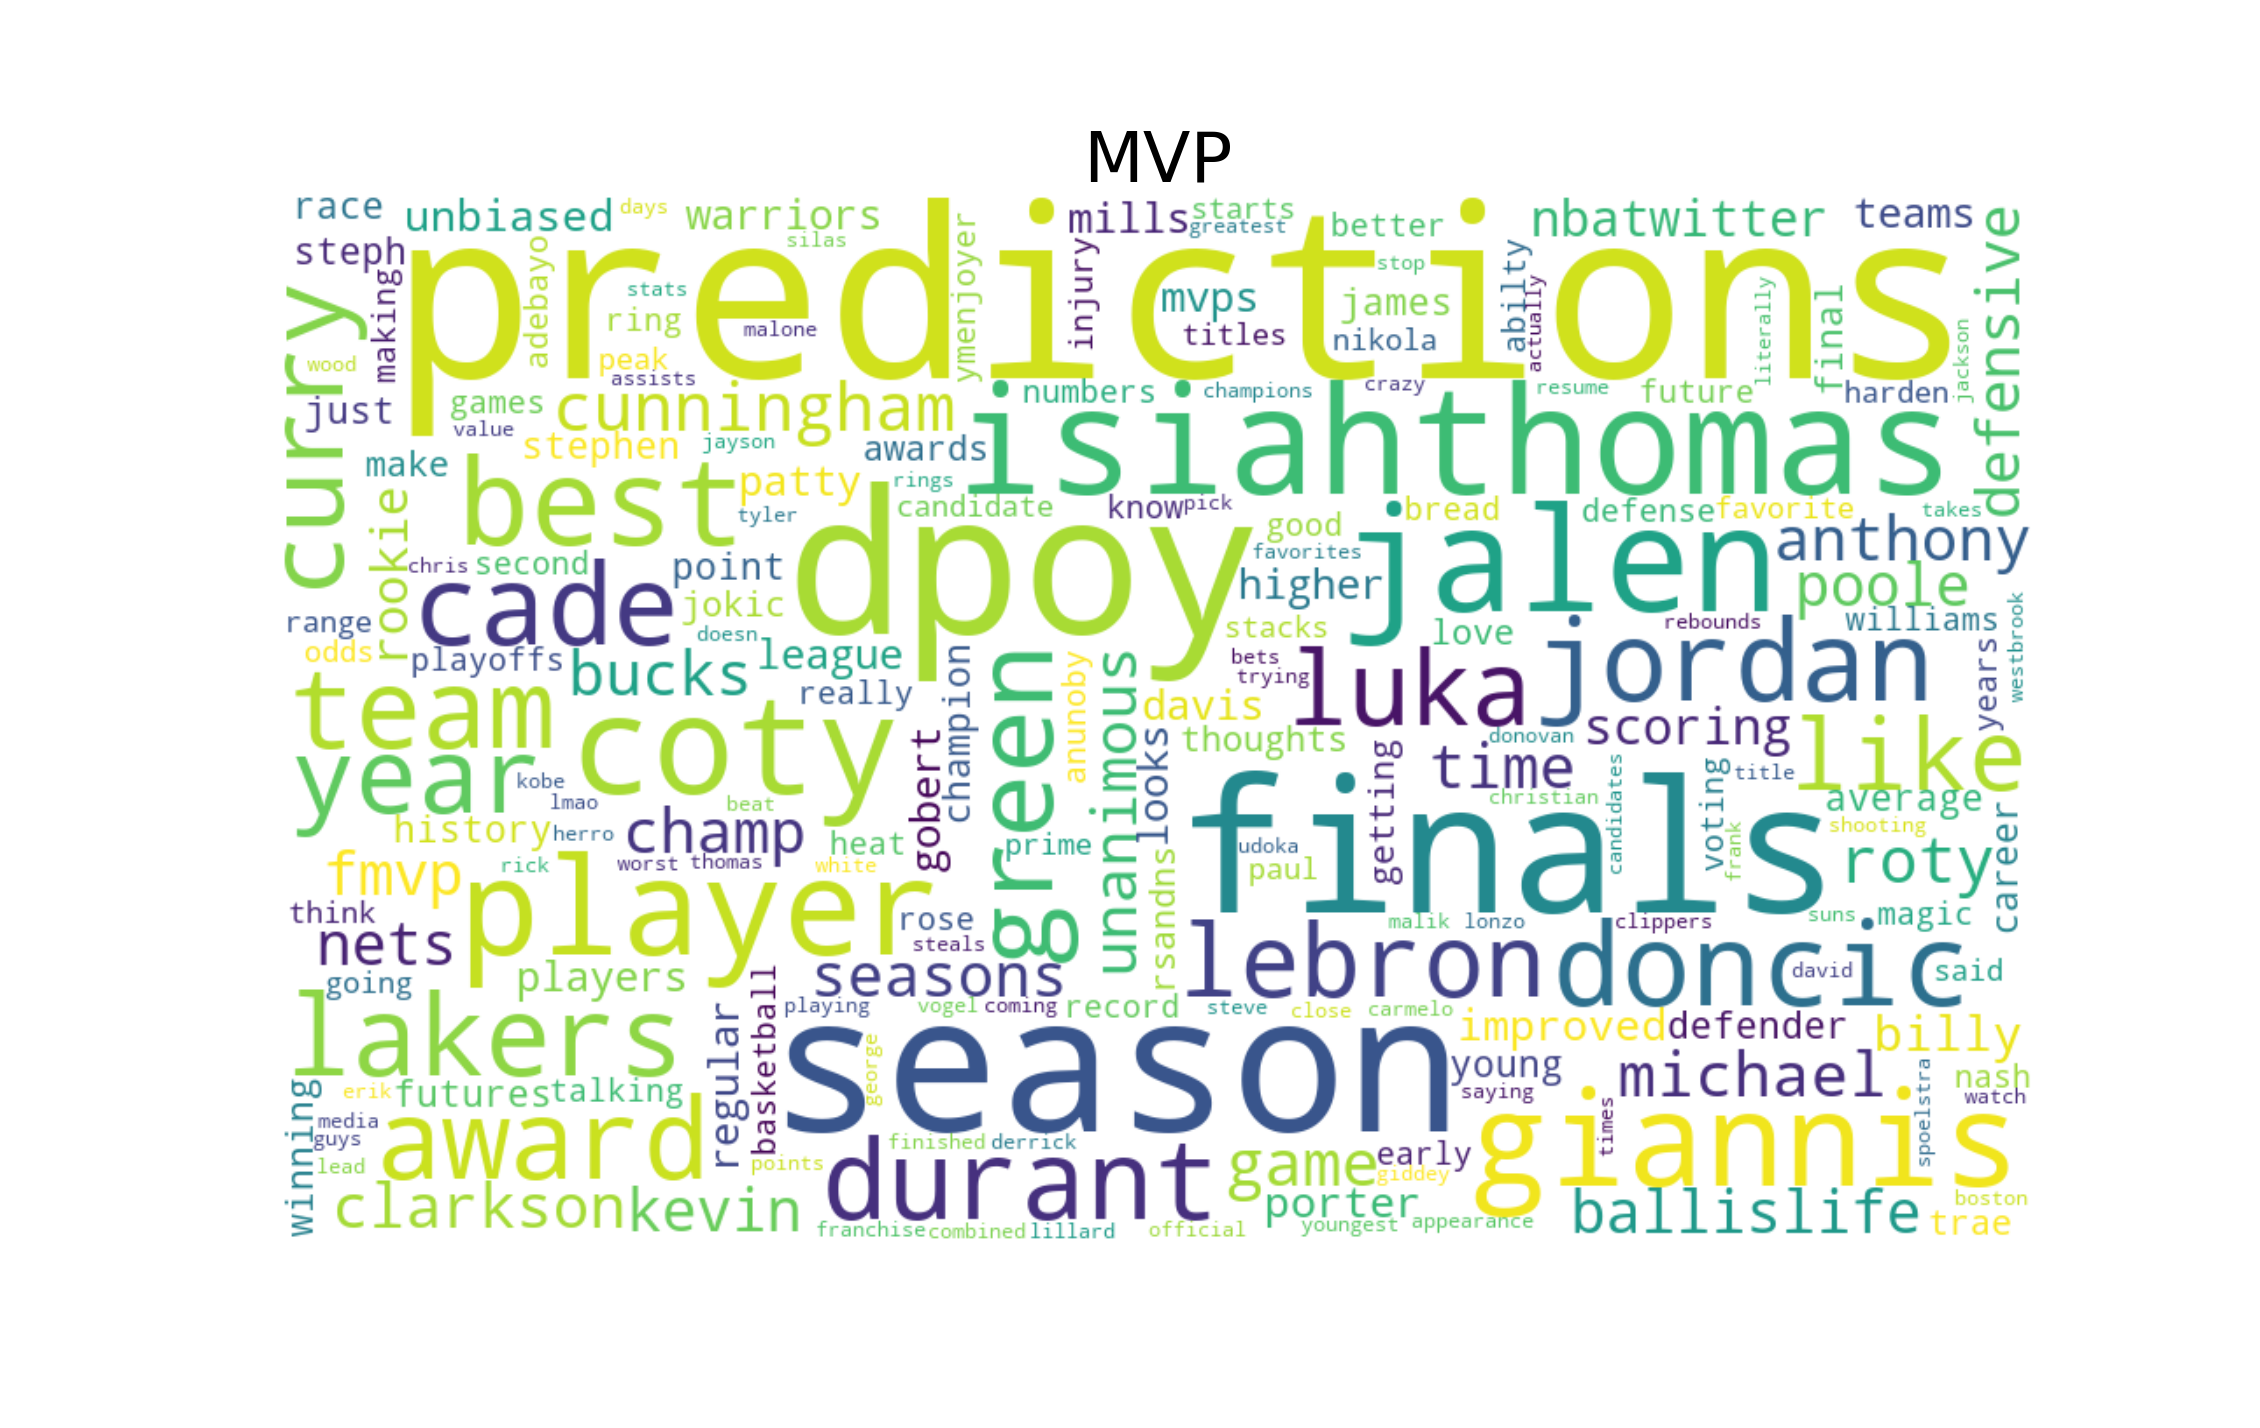 MVP
race
unbiased
days
warriors
mills
starts
greatest
better
nbatwitter
teams
defensive
steph
silas
adebayo
predictions
ymenjoyer
injury
stop
abilty
actually
curry
making
stats
ring
malone
mvps
james
titles
nikola
literally
final
jackson
wood
peak
assists
numbers
champions
crazy
resume
future
harden
just
games
value
cunningham
isiahthomas
stephen
jayson
awards
make
best
patty
rings
candidate
know
pick
bread
defense
favorite
takes
rookie
tyler
dpoy
good
jalen
anthony
chris
second
point
favorites
higher
poole
cade
jokic
range
doesn
stacks
love
rebounds
williams
westbrook
odds
playoffs
bucks
league
bets
trying
luka
jordan
years
team
really
champion
green
anunoby
unanimous
davis
coty
looks
thoughts
donovan
scoring
like
year
kobe
lmao
gobert
getting
time
candidates
voting
title
christian
average
history
herro
beat
champ
heat
prime
finals
frank
shooting
career
fmvp
rick
worst
thomas
white
rsandns
udoka
paul
roty
think
player
rose
steals
malik
lonzo
clippers
suns
magic
nets
players
seasons
lebron
doncic
david
said
going
lakers
basketball
playing
vogel
coming
record
steve
close
carmelo
improved
defender
billy
regular
season
george
young
michael
nash
winning
erik
futures
talking
saying
spoelstra
watch
media
guys
award
times
giannis
lead
points
finished
derrick
durant
game
early
giddey
clarkson
kevin
porter
ballislife
boston
trae
franchise
combined
lillard
official
youngest
appearance